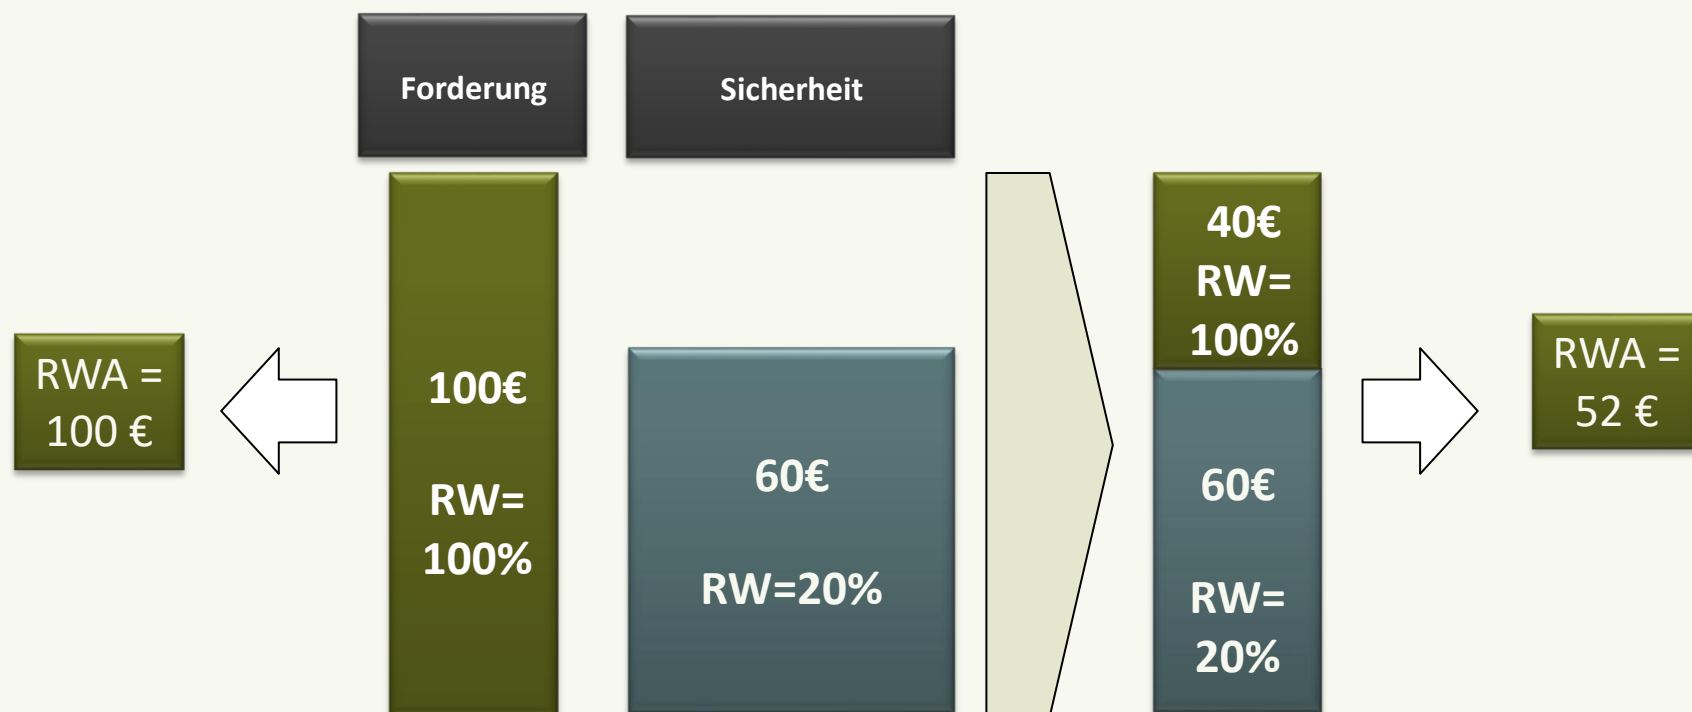 Forderung
Sicherheit
RWA =
100 €
100€
RW=
100%
60€
RW=20%
40€
RW=
100%
60€
RW=
20%
RWA =
52 €